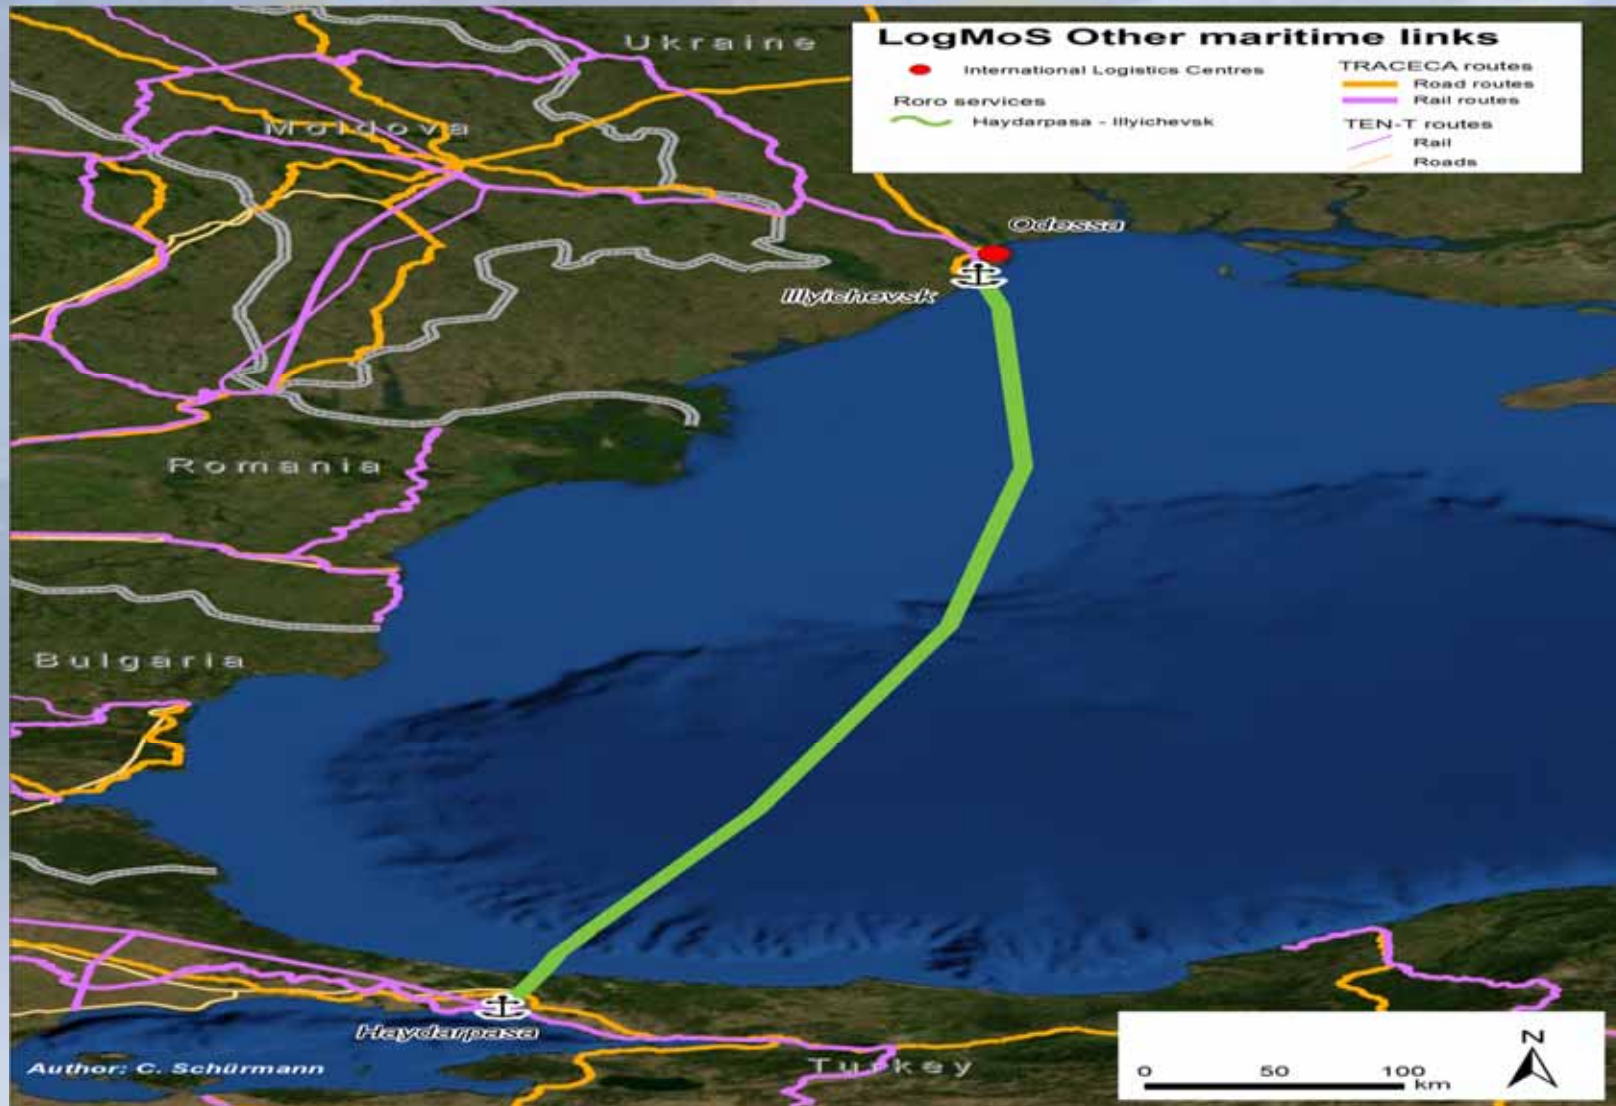 LogMoS Other maritime links
International Logistics Centres
Roro services
Haydarpasa - Illyichevsk
TRACECA routes
Road routes
Rail routes
TEN-T routes
Rail
Roads
Ukraine
Moldova
Odessa
Illyichevsk
Romania
Bulgaria
Haydarpasa
Turkey
Author: C. Schürmann
0 50 100
km
N